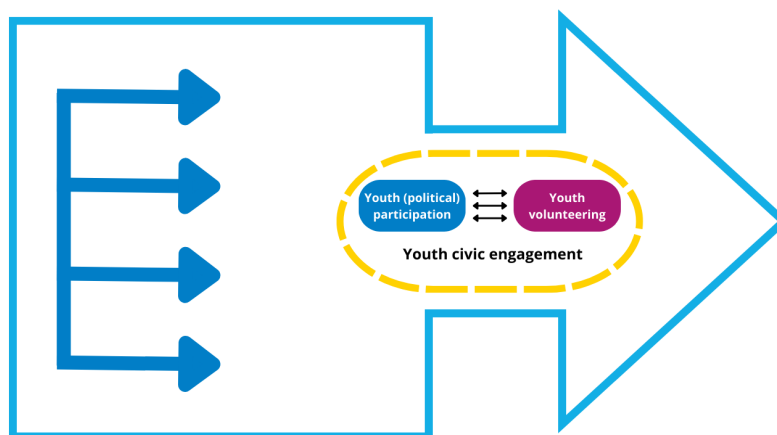 Youth (political)
participation
Youth
volunteering
Youth civic engagement